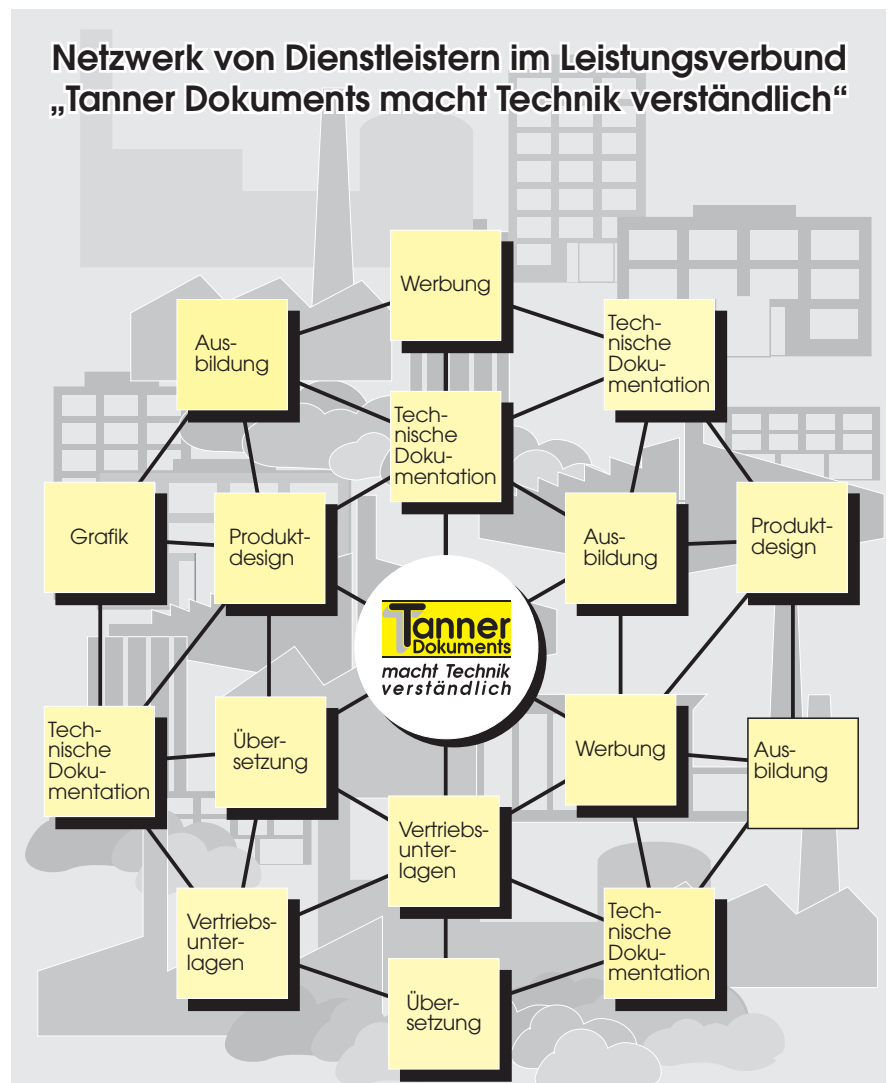 Netzwerk von Dienstleistern im Leistungsverbund
„Tanner Dokuments macht Technik verständlich“
Werbung
Aus-
bildung
Tech-
nische
Doku-
mentation
Tech-
nische
Doku-
mentation
Grafik
Produkt-
design
Aus-
bildung
Produkt-
design
Tanner
Dokuments
macht Technik
verständlich
Tech-
nische
Doku-
mentation
Über-
setzung
Werbung
Aus-
bildung
Vertriebs-
unter-
lagen
Vertriebs-
unter-
lagen
Tech-
nische
Doku-
mentation
Über-
setzung